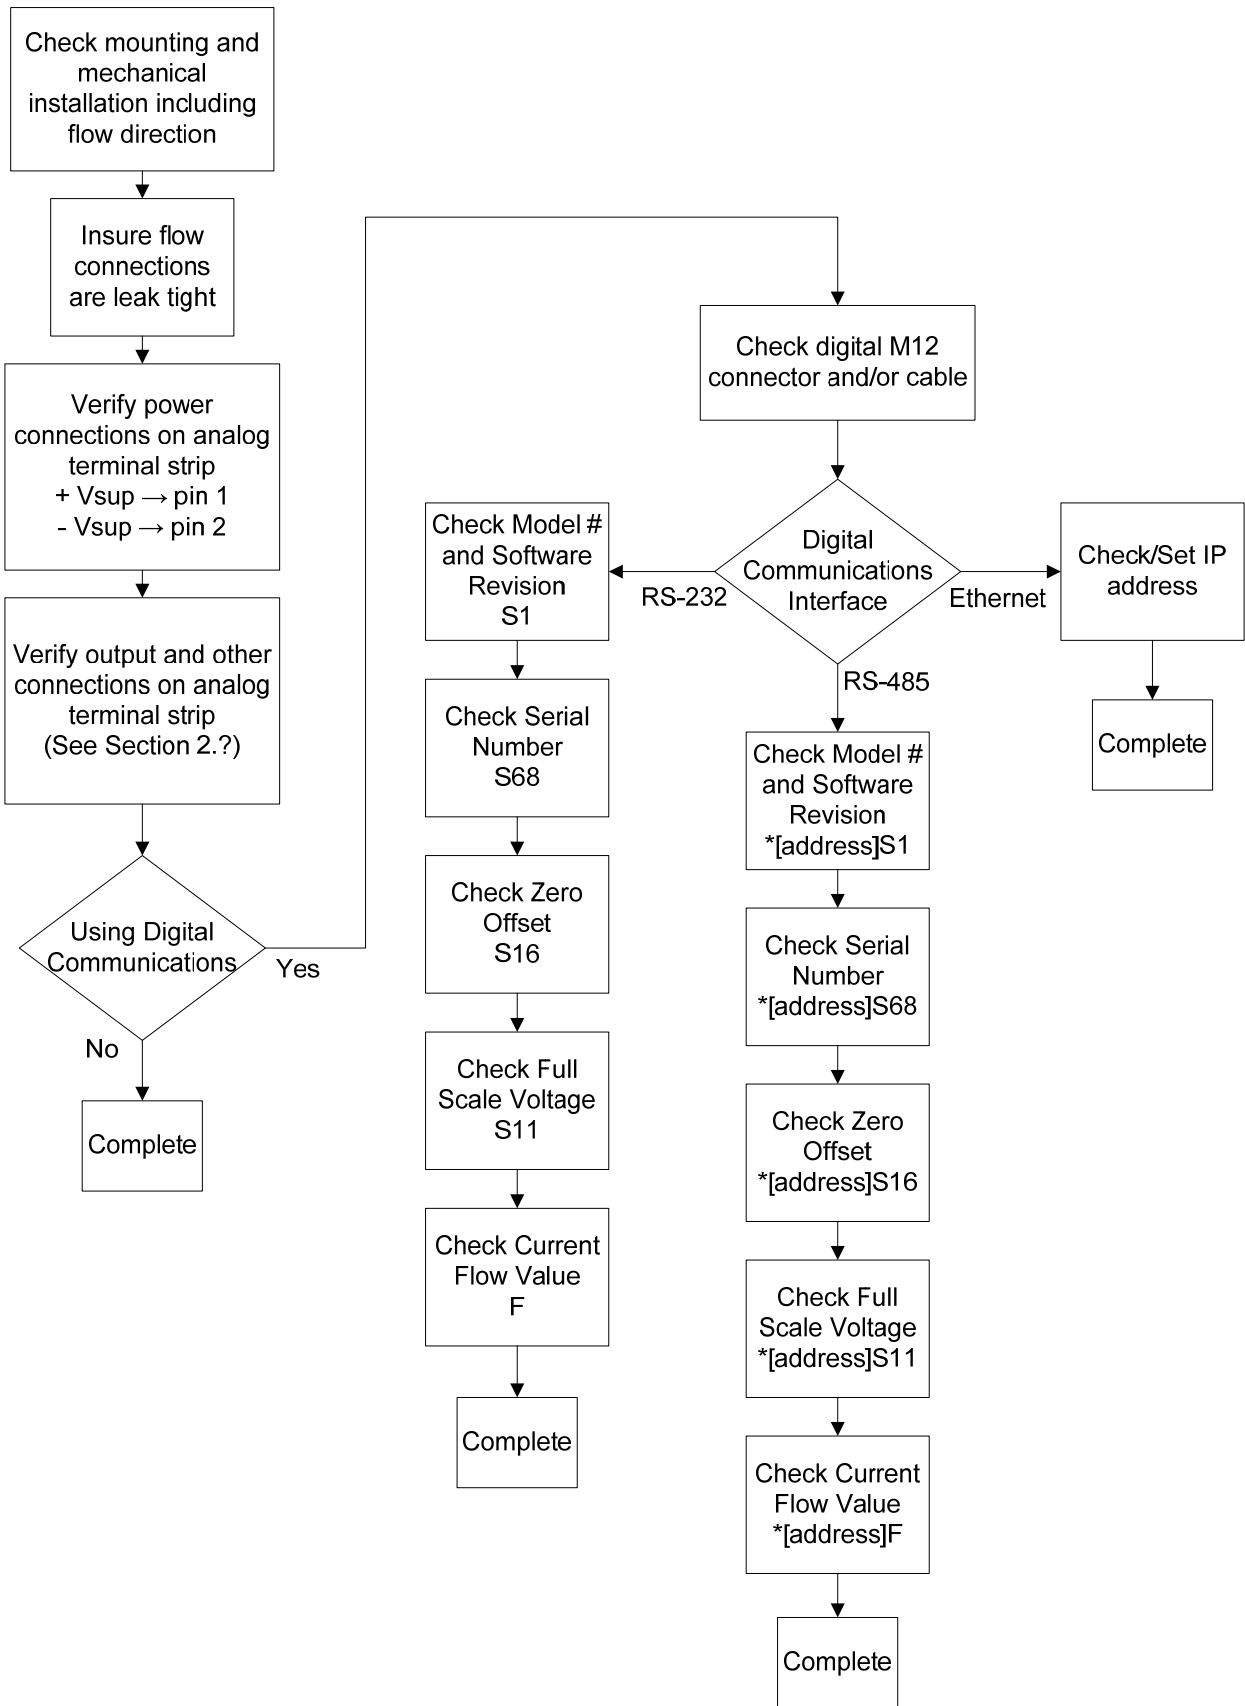 Check mounting and
mechanical
installation including
flow direction
Insure flow
connections
are leak tight
Verify power
connections on analog
terminal strip
+ Vsup → pin 1
- Vsup → pin 2
Verify output and other
connections on analog
terminal strip
(See Section 2.?)
Using Digital
Communications
Yes
No
Complete
Check digital M12
connector and/or cable
Digital
Communications
Interface
RS-232
Ethernet
RS-485
Check Model #
and Software
Revision
S1
Check Serial
Number
S68
Check Zero
Offset
S16
Check Full
Scale Voltage
S11
Check Current
Flow Value
F
Complete
Check Model #
and Software
Revision
*[address]S1
Check Serial
Number
*[address]S68
Check Zero
Offset
*[address]S16
Check Full
Scale Voltage
*[address]S11
Check Current
Flow Value
*[address]F
Complete
Check/Set IP
address
Complete